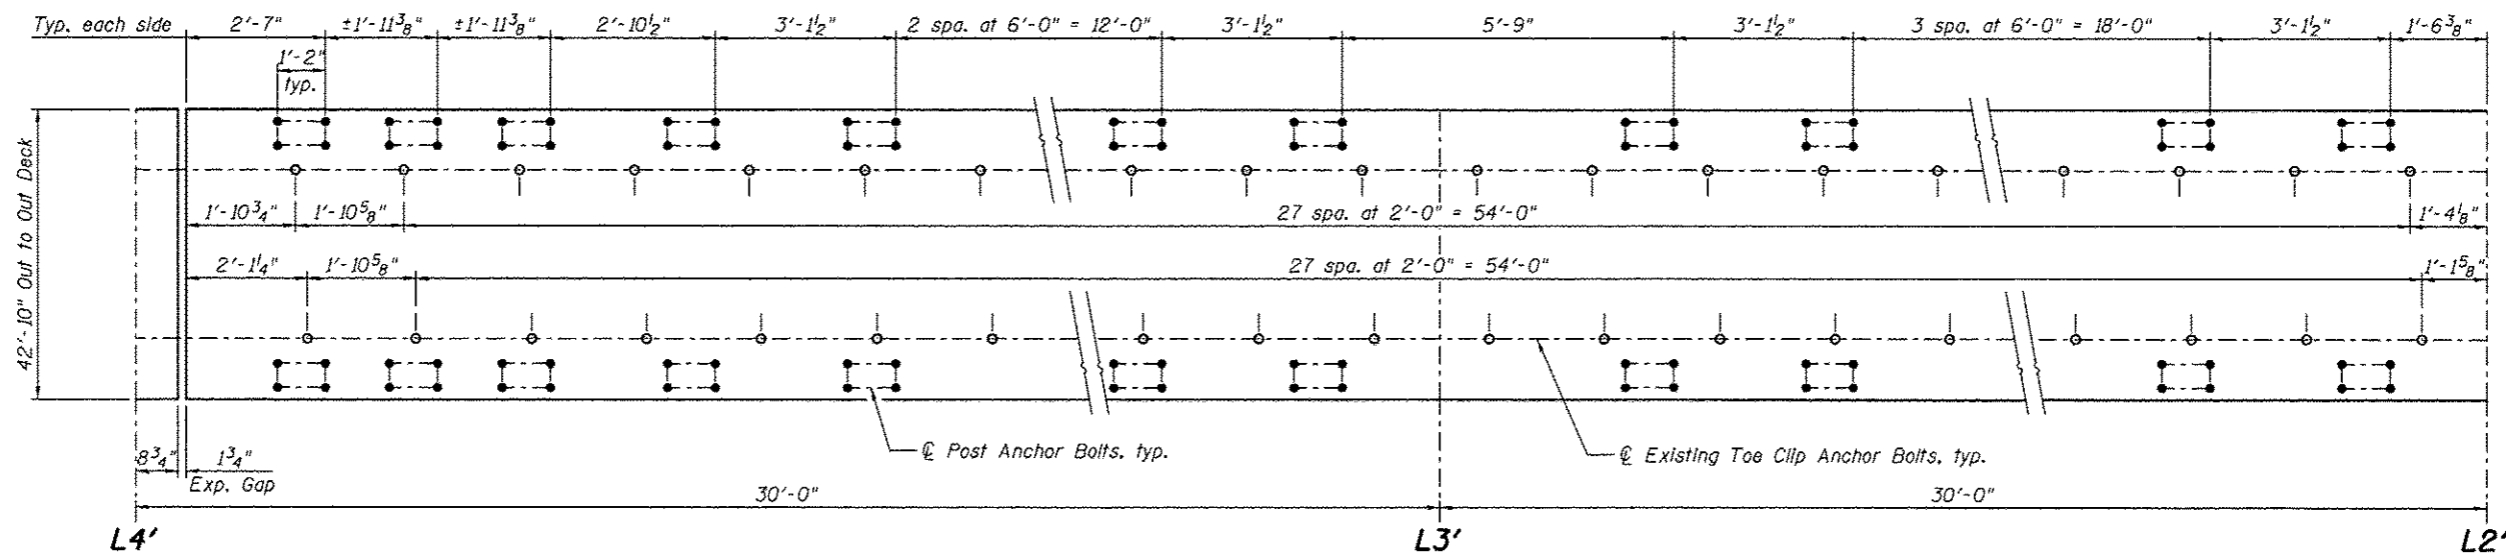 Typ. each side 2'-7" ±1'-11 3/8" ±1'-11 3/8" 2'-10 1/2" 3'-1 1/2" 2 spa. at 6'-0" = 12'-0" 3'-1 1/2" 5'-9" 3'-1 1/2" 3 spa. at 6'-0" = 18'-0" 3'-1 1/2" 1'-6 3/8"
1'-2"
typ.
42'-10" Out to Out Deck
1'-10 3/4" 1'-10 5/8" 27 spa. at 2'-0" = 54'-0" 1'-4 1/8"
2'-1 1/4" 1'-10 5/8" 27 spa. at 2'-0" = 54'-0" 1'-1 5/8"
℄ Post Anchor Bolts, typ.
℄ Existing Toe Clip Anchor Bolts, typ.
8 3/4" 1 3/4"
Exp. Gap
30'-0" 30'-0"
L4' L3' L2'